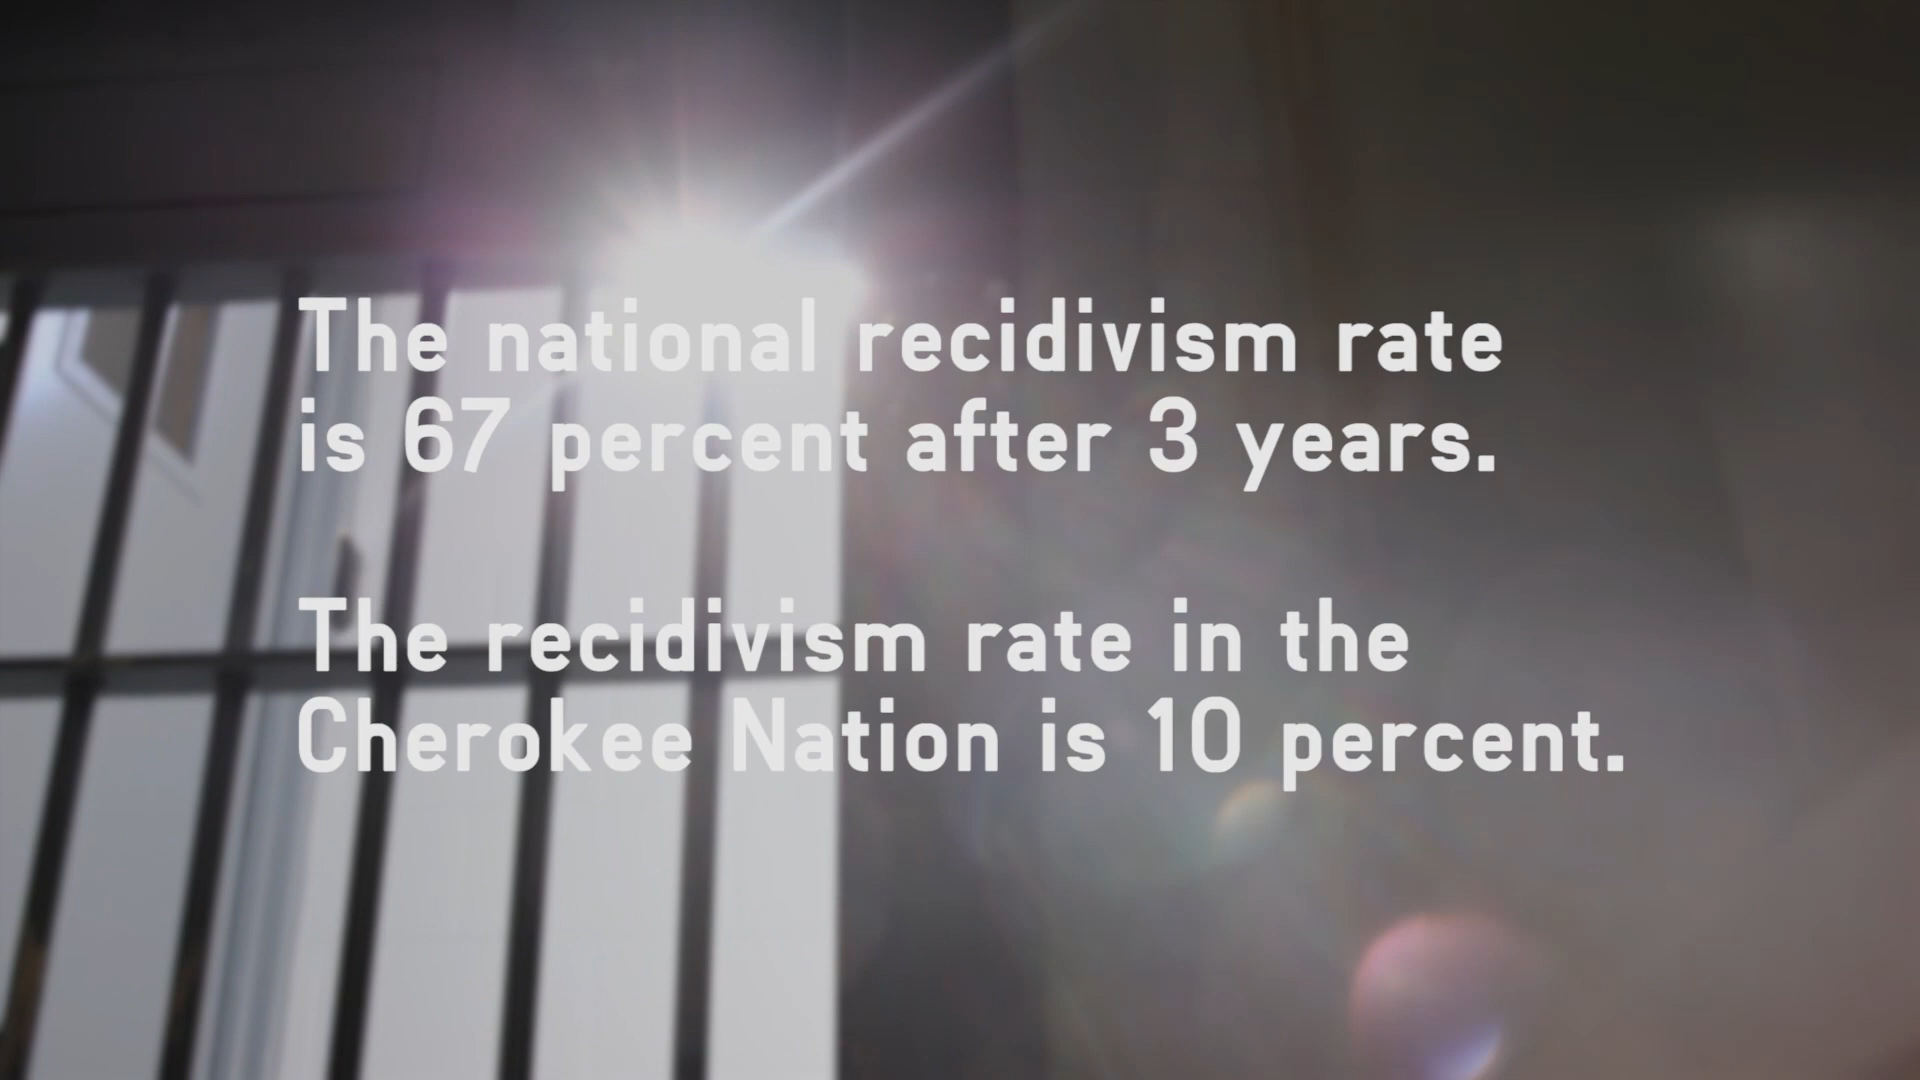 The national recidivism rate
is 67 percent after 3 years.
The recidivism rate in the
Cherokee Nation is 10 percent.